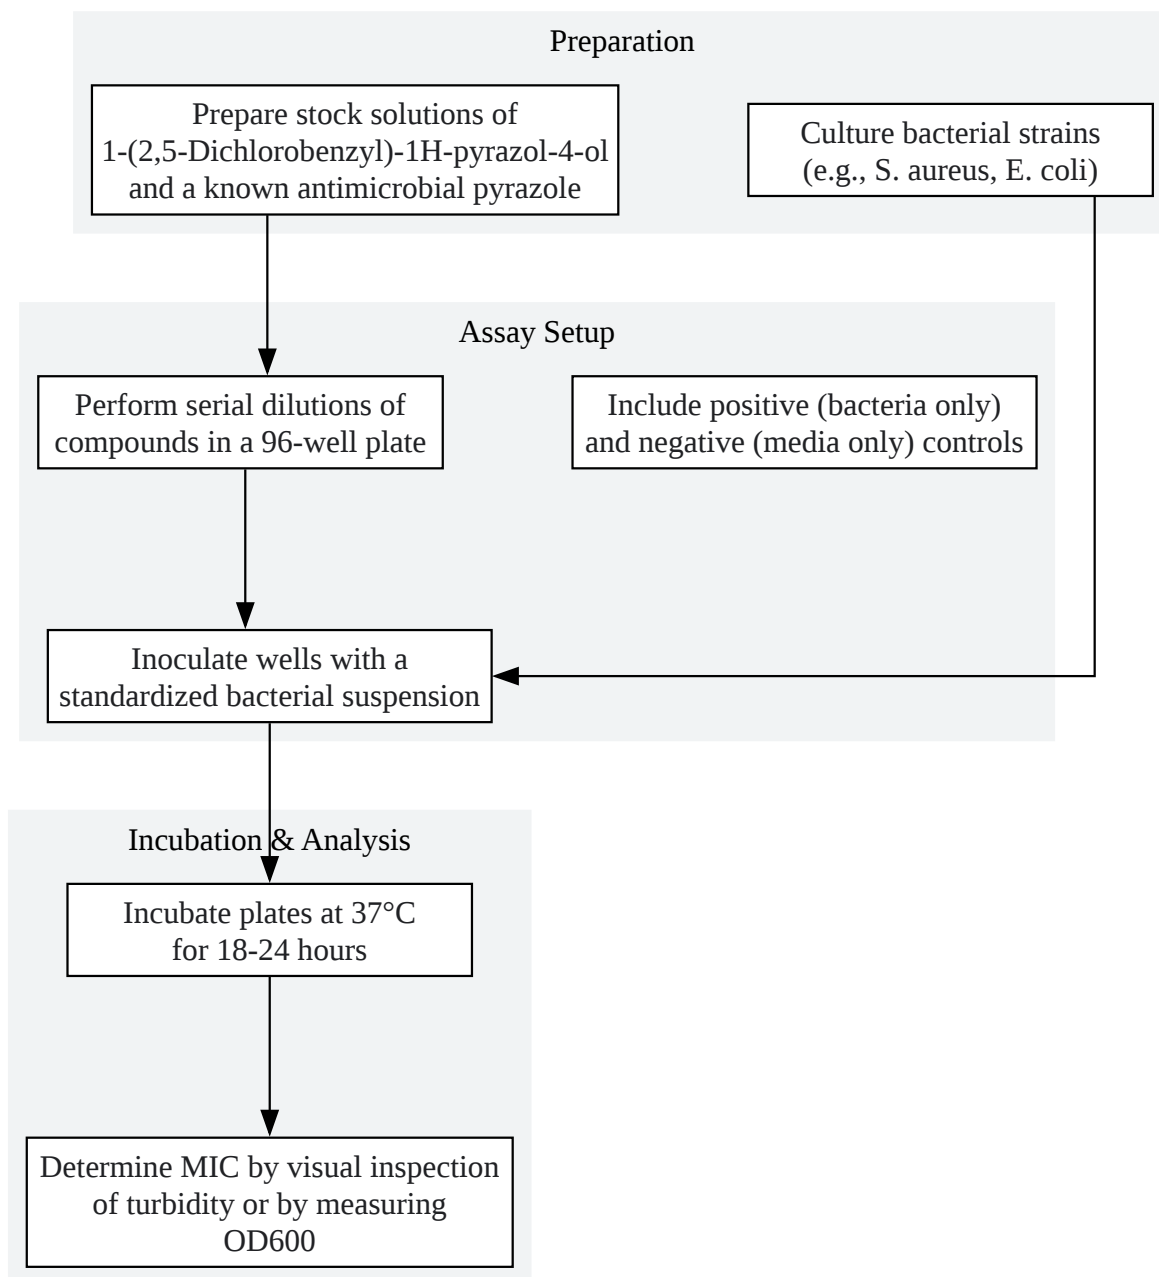 Preparation
Prepare stock solutions of
1-(2,5-Dichlorobenzyl)-1H-pyrazol-4-ol
and a known antimicrobial pyrazole
Culture bacterial strains
(e.g., S. aureus, E. coli)
Assay Setup
Perform serial dilutions of
compounds in a 96-well plate
Include positive (bacteria only)
and negative (media only) controls
Inoculate wells with a
standardized bacterial suspension
Incubation & Analysis
Incubate plates at 37°C
for 18-24 hours
Determine MIC by visual inspection
of turbidity or by measuring
OD600